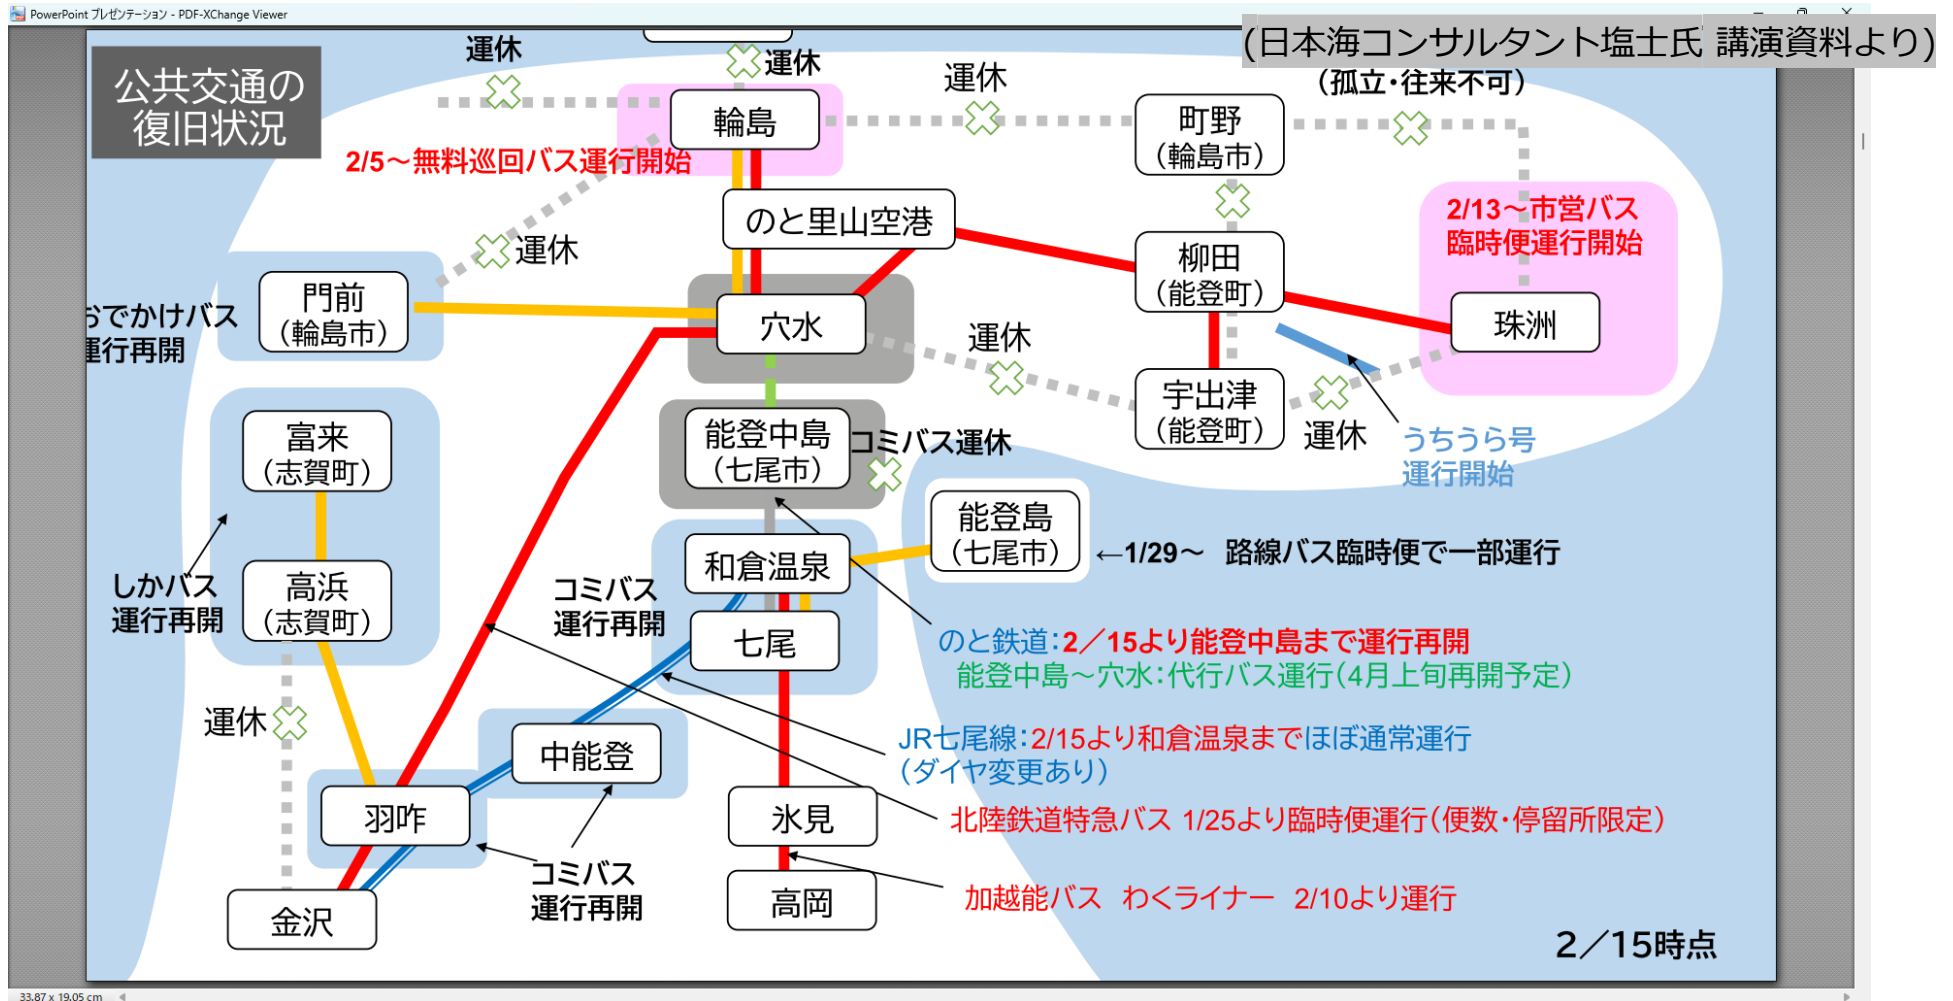 PowerPoint プレゼンテーション - PDF-XChange Viewer
(日本海コンサルタント塩士氏 講演資料より)
公共交通の
復旧状況
運休
運休
運休
(孤立・往来不可)
輪島
町野
(輪島市)
2/5～無料巡回バス運行開始
のと里山空港
2/13～市営バス
臨時便運行開始
運休
柳田
(能登町)
門前
(輪島市)
おでかけバス
運行再開
穴水
珠洲
運休
宇出津
(能登町)
運休
うちうら号
運行開始
富来
(志賀町)
能登中島
(七尾市)
コミバス運休
能登島
(七尾市)
←1/29～ 路線バス臨時便で一部運行
和倉温泉
しかバス
運行再開
高浜
(志賀町)
コミバス
運行再開
七尾
のと鉄道：2／15より能登中島まで運行再開
能登中島～穴水：代行バス運行(4月上旬再開予定)
運休
中能登
JR七尾線：2/15より和倉温泉までほぼ通常運行
(ダイヤ変更あり)
羽咋
氷見
北陸鉄道特急バス 1/25より臨時便運行(便数・停留所限定)
コミバス
運行再開
金沢
高岡
加越能バス わくライナー 2/10より運行
2／15時点
33.87 x 19.05 cm